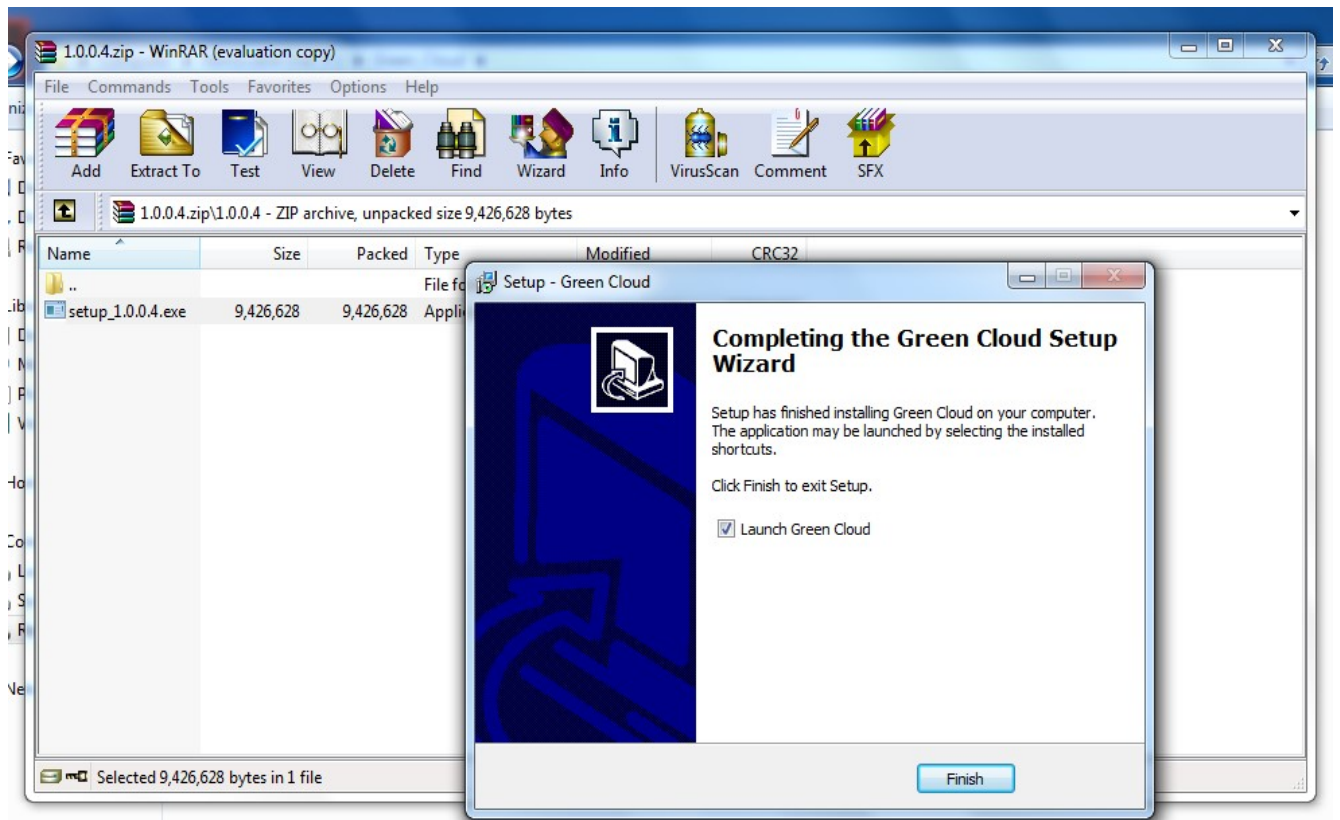 1.0.0.4.zip - WinRAR (evaluation copy)
File Commands Tools Favorites Options Help
Add Extract To Test View Delete Find Wizard Info VirusScan Comment SFX
1.0.0.4.zip\1.0.0.4 - ZIP archive, unpacked size 9,426,628 bytes
Name Size Packed Type Modified CRC32
..
setup_1.0.0.4.exe 9,426,628 9,426,628
Selected 9,426,628 bytes in 1 file
Setup - Green Cloud
Completing the Green Cloud Setup
Wizard
Setup has finished installing Green Cloud on your computer.
The application may be launched by selecting the installed
shortcuts.
Click Finish to exit Setup.
Launch Green Cloud
Finish